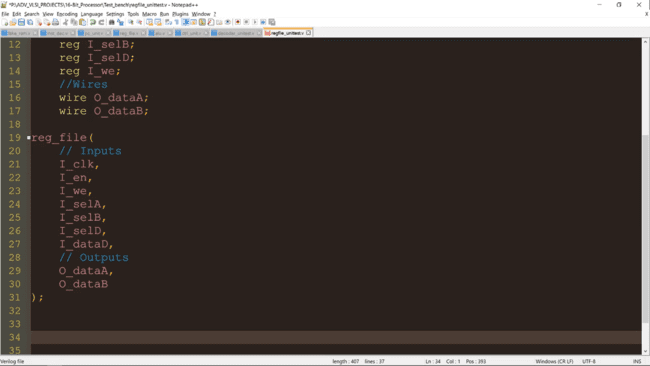 *F:\ADV_VLSI_PROJECTS\16-Bit_Processor\Test_bench\regfile_unittest.v - Notepad++
File Edit Search View Encoding Language Settings Tools Macro Run Plugins Window ?
regfile_unittest.v
12 reg I_selB;
13 reg I_selD;
14 reg I_we;
15 //Wires
16 wire O_dataA;
17 wire O_dataB;
18
19 reg_file(
20 // Inputs
21 I_clk,
22 I_en,
23 I_we,
24 I_selA,
25 I_selB,
26 I_selD,
27 I_dataD,
28 // Outputs
29 O_dataA,
30 O_dataB
31 );
32
33
34
35
Verilog file length : 407 lines : 37 Ln : 34 Col : 1 Pos : 393 Windows (CR LF) UTF-8 INS